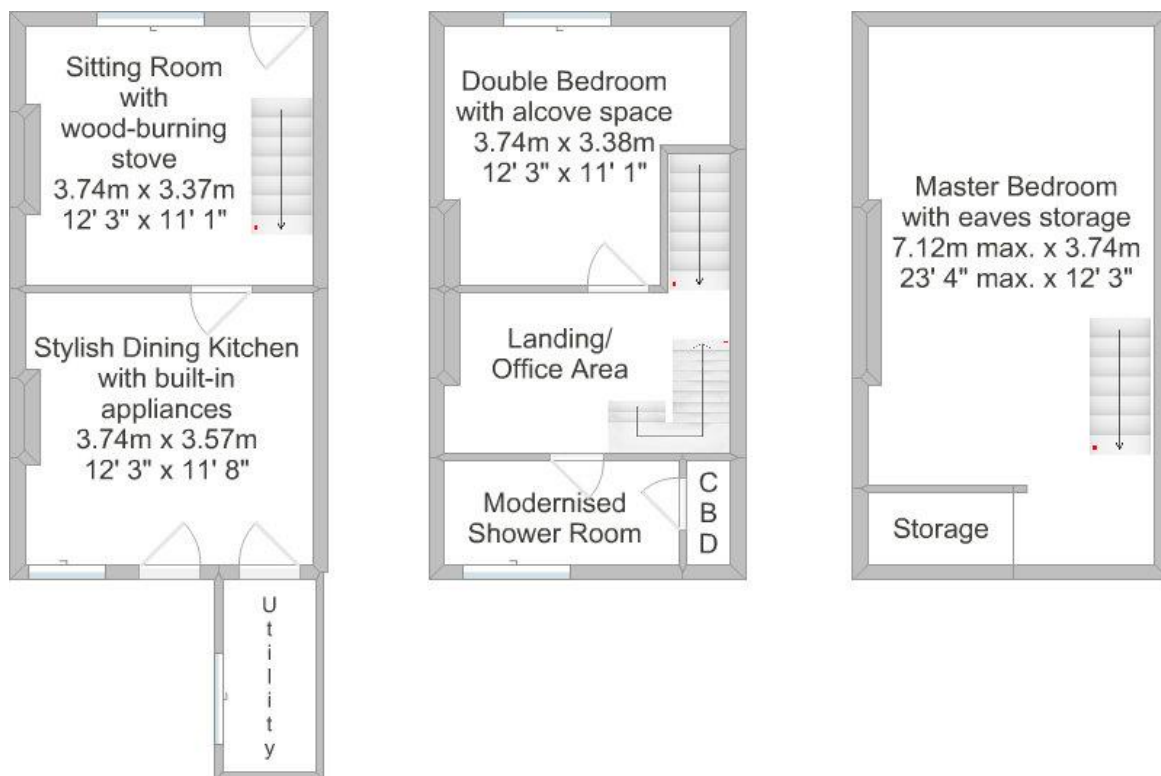 Sitting Room
with
wood-burning
stove
3.74m x 3.37m
12' 3" x 11' 1"
Stylish Dining Kitchen
with built-in
appliances
3.74m x 3.57m
12' 3" x 11' 8"
Utility
Double Bedroom
with alcove space
3.74m x 3.38m
12' 3" x 11' 1"
Landing/
Office Area
Modernised
Shower Room
CBD
Master Bedroom
with eaves storage
7.12m max. x 3.74m
23' 4" max. x 12' 3"
Storage